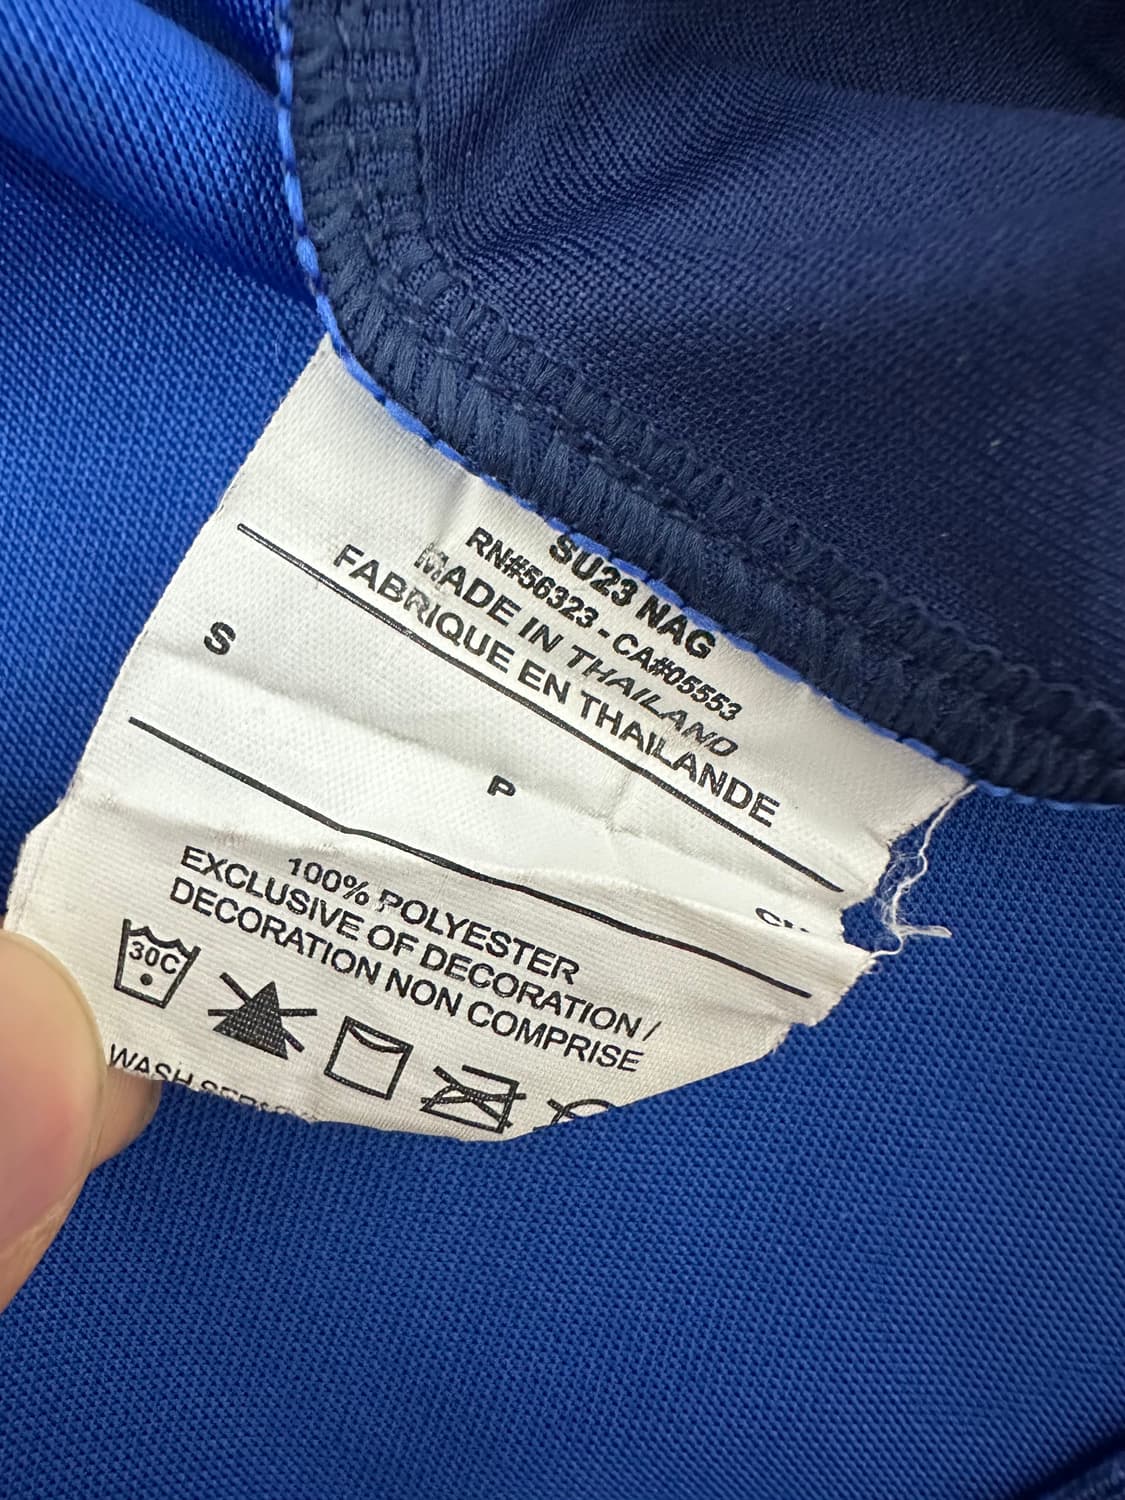 SU23 NAG
RN#56323 - CA#05553
MADE IN THAILAND
FABRIQUE EN THAILANDE
S
P
100% POLYESTER
EXCLUSIVE OF DECORATION /
DECORATION NON COMPRISE
30C
WASH